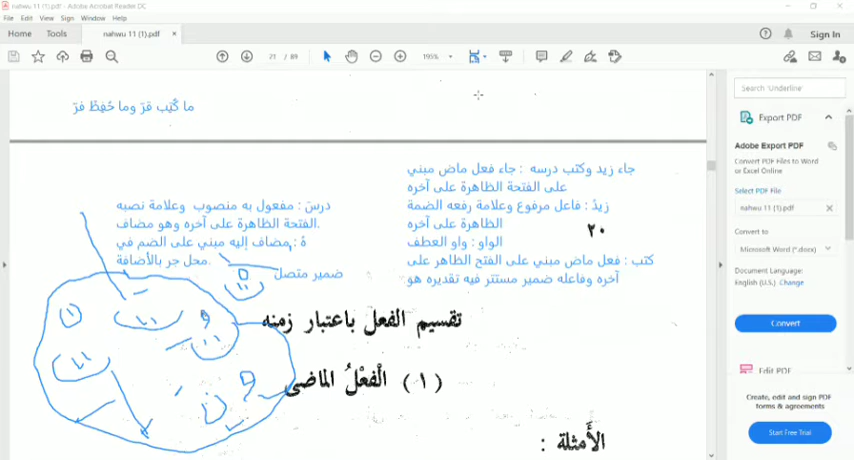 nahwu 11 (1).pdf - Adobe Acrobat Reader DC
File Edit View Sign Window Help
Home Tools nahwu 11 (1).pdf × Sign In
21 / 89 195%
ما كُتِب قرّ وما حُفِظ فرّ
جاء زيد وكتب درسه : جاء فعل ماض مبني
على الفتحة الظاهرة على آخره
زيدُ : فاعل مرفوع وعلامة رفعه الضمة
الظاهرة على آخره
الواو : واو العطف
كتب : فعل ماض مبني على الفتح الظاهر على
آخره وفاعله ضمير مستتر فيه تقديره هو
درسَ : مفعول به منصوب وعلامة نصبه
الفتحة الظاهرة على آخره وهو مضاف.
هُ : مضاف إليه مبني على الضم في
محل جر بالأضافة.
ضمير متصل
٢٠
تقسيم الفعل باعتبار زمنه
(١) الْفِعْلُ الماضى
الأَمثلة :
Search 'Underline'
Export PDF
Adobe Export PDF
Convert PDF Files to Word
or Excel Online
Select PDF File
nahwu 11 (1).pdf
Convert to
Microsoft Word (*.docx)
Document Language:
English (U.S.) Change
Convert
Edit PDF
Create, edit and sign PDF
forms & agreements
Start Free Trial